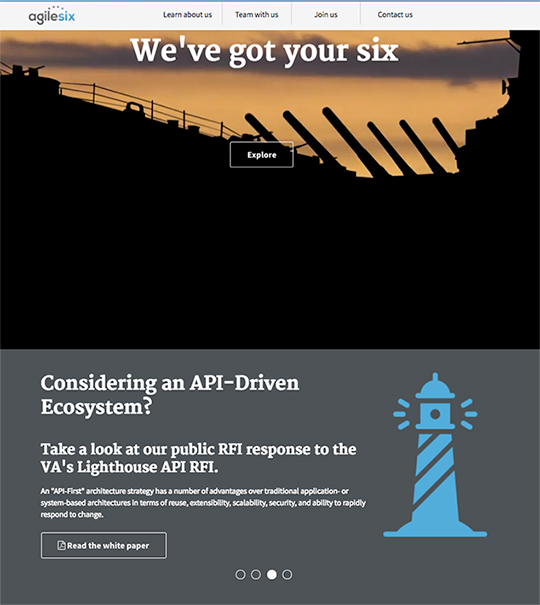 agilesix
Learn about us
Team with us
Join us
Contact us
We've got your six
Explore
Considering an API-Driven
Ecosystem?
Take a look at our public RFI response to the
VA's Lighthouse API RFI.
An "API-First" architecture strategy has a number of advantages over traditional application- or
system-based architectures in terms of reuse, extensibility, scalability, security, and ability to rapidly
respond to change.
Read the white paper